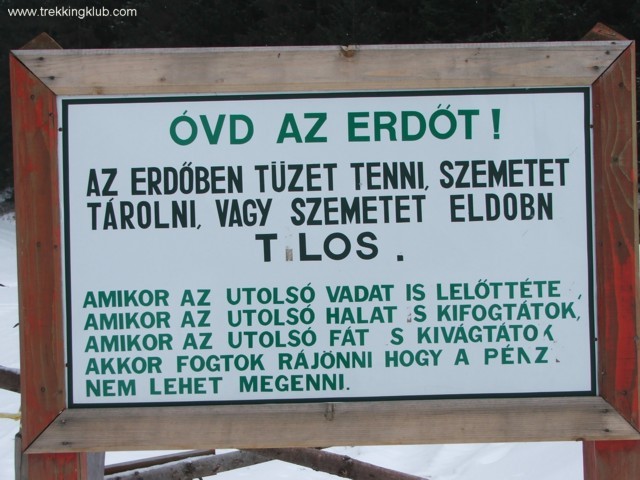 www.trekkingklub.com
ÓVD AZ ERDŐT!
AZ ERDŐBEN TÜZET TENNI, SZEMETET
TÁROLNI, VAGY SZEMETET ELDOBN
T LOS.
AMIKOR AZ UTOLSÓ VADAT IS LELŐTTÉTE
AMIKOR AZ UTOLSÓ HALAT S KIFOGTÁTOK,
AMIKOR AZ UTOLSÓ FÁT S KIVÁGTÁTOK
AKKOR FOGTOK RÁJÖNNI HOGY A PÉNZ
NEM LEHET MEGENNI.